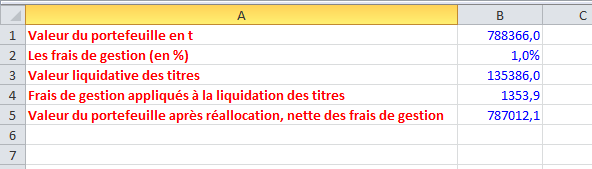 A B C
1 Valeur du portefeuille en t 788366,0
2 Les frais de gestion (en %) 1,0%
3 Valeur liquidative des titres 135386,0
4 Frais de gestion appliqués à la liquidation des titres 1353,9
5 Valeur du portefeuille après réallocation, nette des frais de gestion 787012,1
6
7